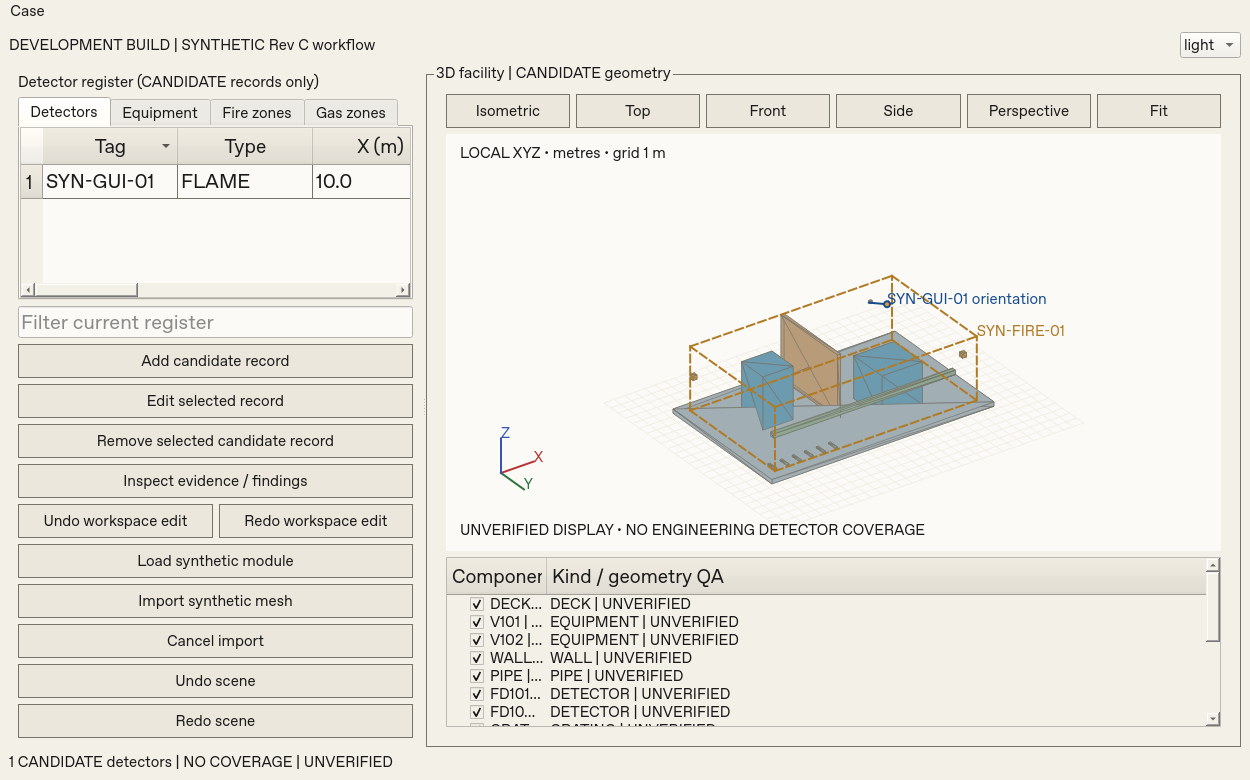 Case
DEVELOPMENT BUILD | SYNTHETIC Rev C workflow
light
Detector register (CANDIDATE records only)
Detectors Equipment Fire zones Gas zones
Tag Type X (m)
1 SYN-GUI-01 FLAME 10.0
Filter current register
Add candidate record
Edit selected record
Remove selected candidate record
Inspect evidence / findings
Undo workspace edit Redo workspace edit
Load synthetic module
Import synthetic mesh
Cancel import
Undo scene
Redo scene
3D facility | CANDIDATE geometry
Isometric Top Front Side Perspective Fit
LOCAL XYZ • metres • grid 1 m
SYN-GUI-01 orientation
SYN-FIRE-01
Z
X
Y
UNVERIFIED DISPLAY • NO ENGINEERING DETECTOR COVERAGE
Componer Kind / geometry QA
DECK... DECK | UNVERIFIED
V101 | ... EQUIPMENT | UNVERIFIED
V102 |... EQUIPMENT | UNVERIFIED
WALL... WALL | UNVERIFIED
PIPE |... PIPE | UNVERIFIED
FD101... DETECTOR | UNVERIFIED
FD10... DETECTOR | UNVERIFIED
1 CANDIDATE detectors | NO COVERAGE | UNVERIFIED